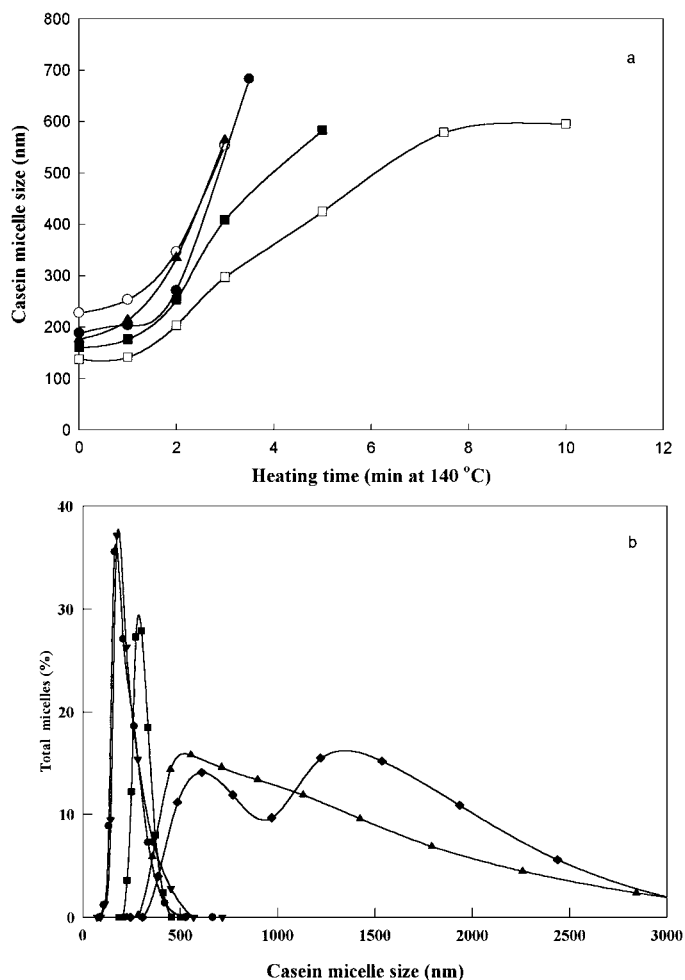 800
a
700
600
500
400
300
200
100
0
Casein micelle size (nm)
0 2 4 6 8 10 12
Heating time (min at 140 °C)
40
b
30
20
10
0
Total micelles (%)
0 500 1000 1500 2000 2500 3000
Casein micelle size (nm)